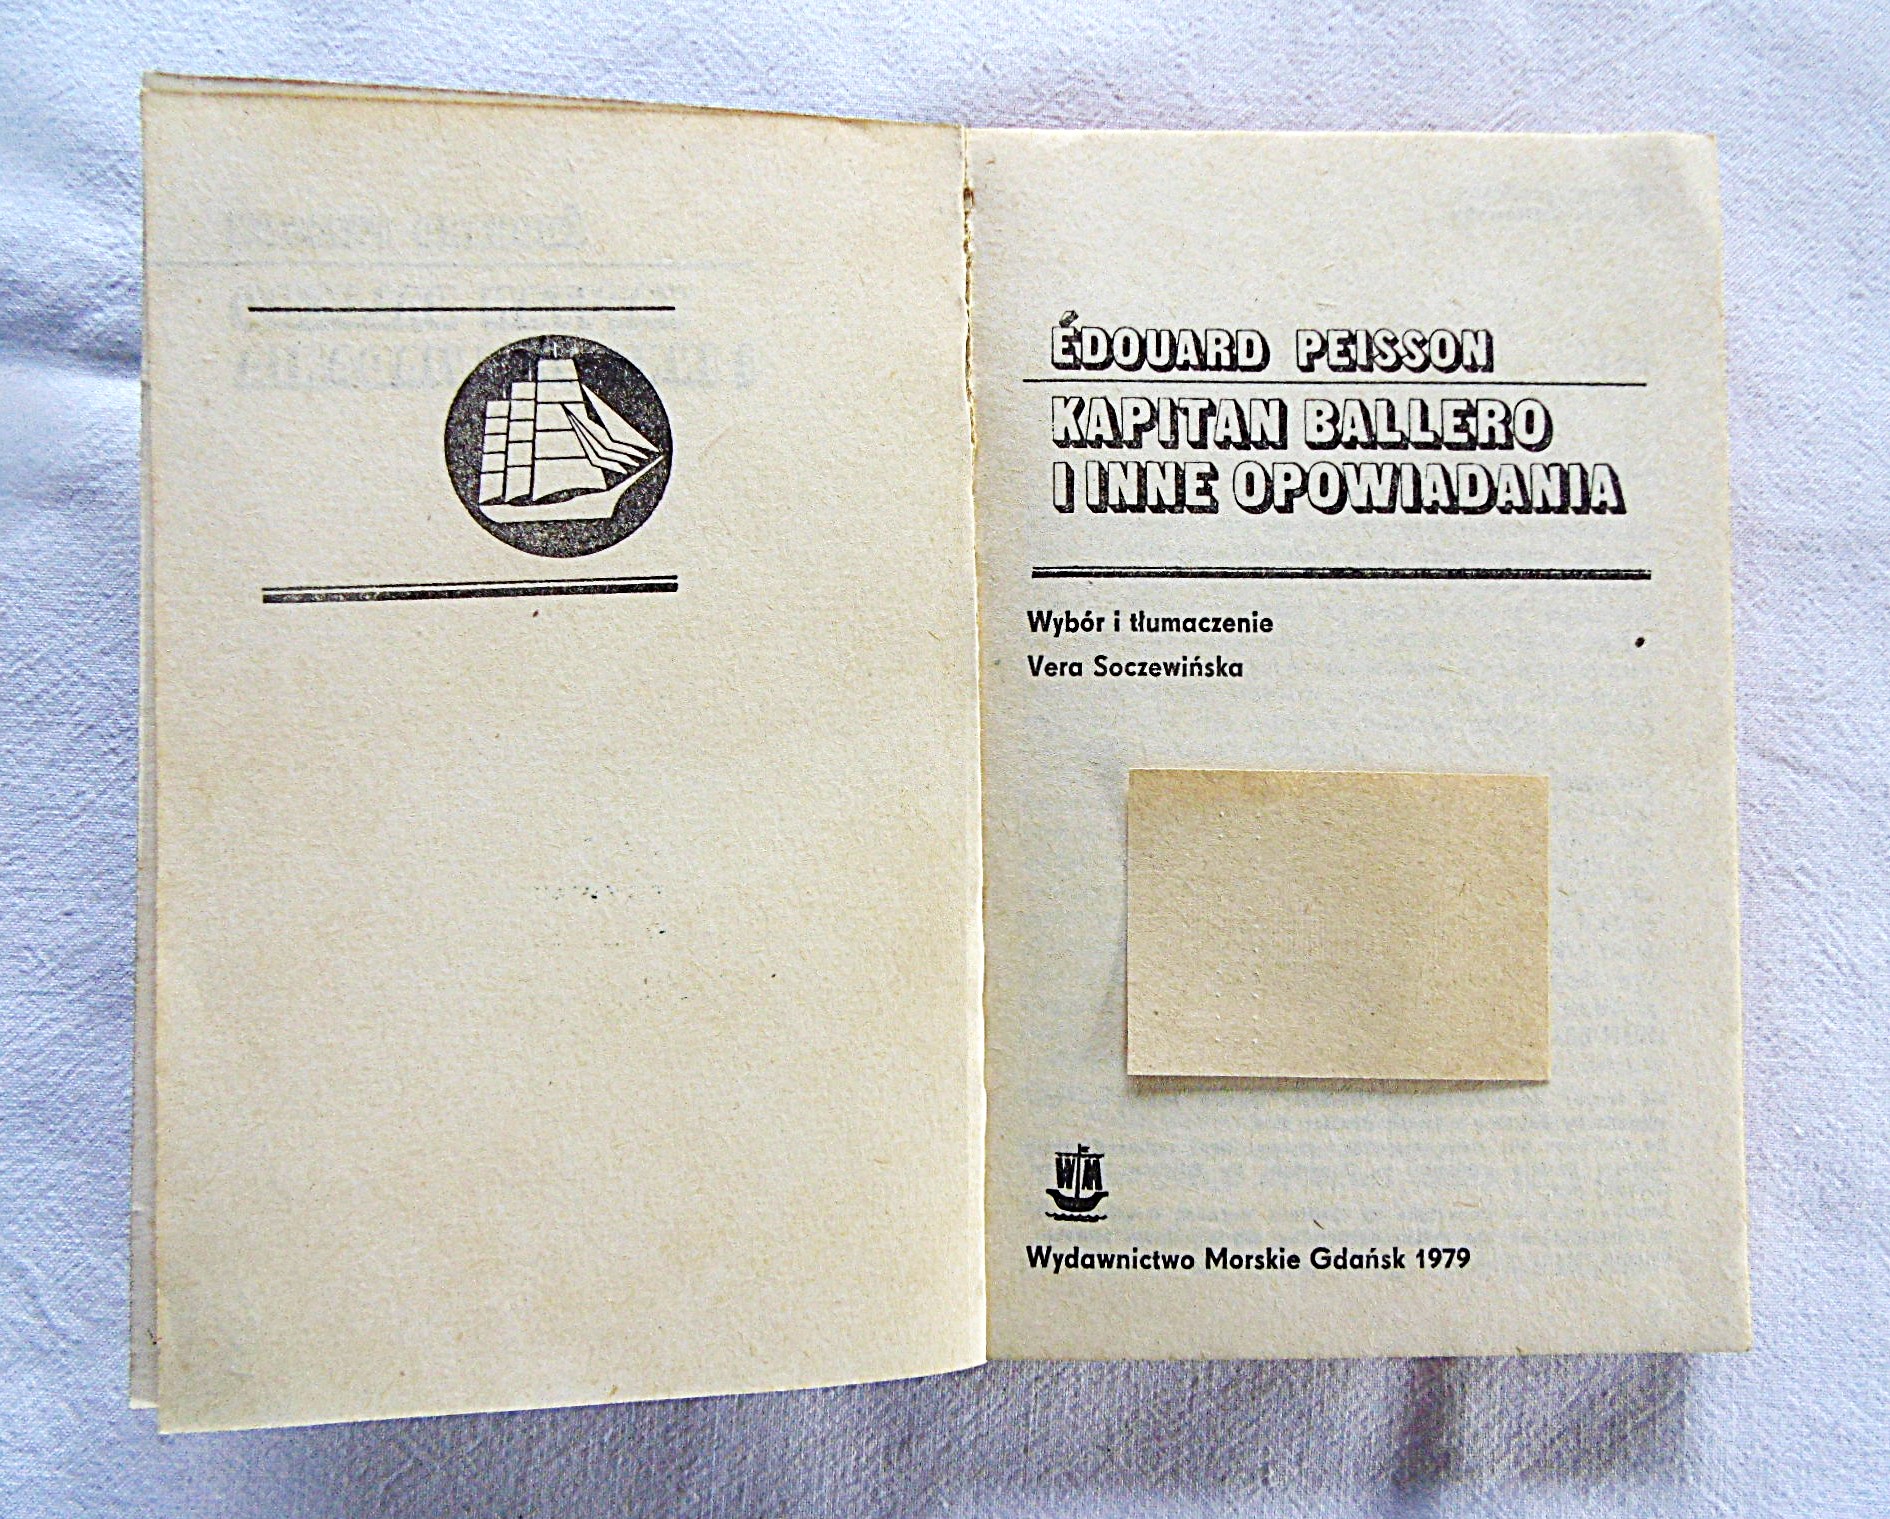 ÉDOUARD PEISSON
KAPITAN BALLERO
I INNE OPOWIADANIA
Wybór i tłumaczenie
Vera Soczewińska
WM
Wydawnictwo Morskie Gdańsk 1979